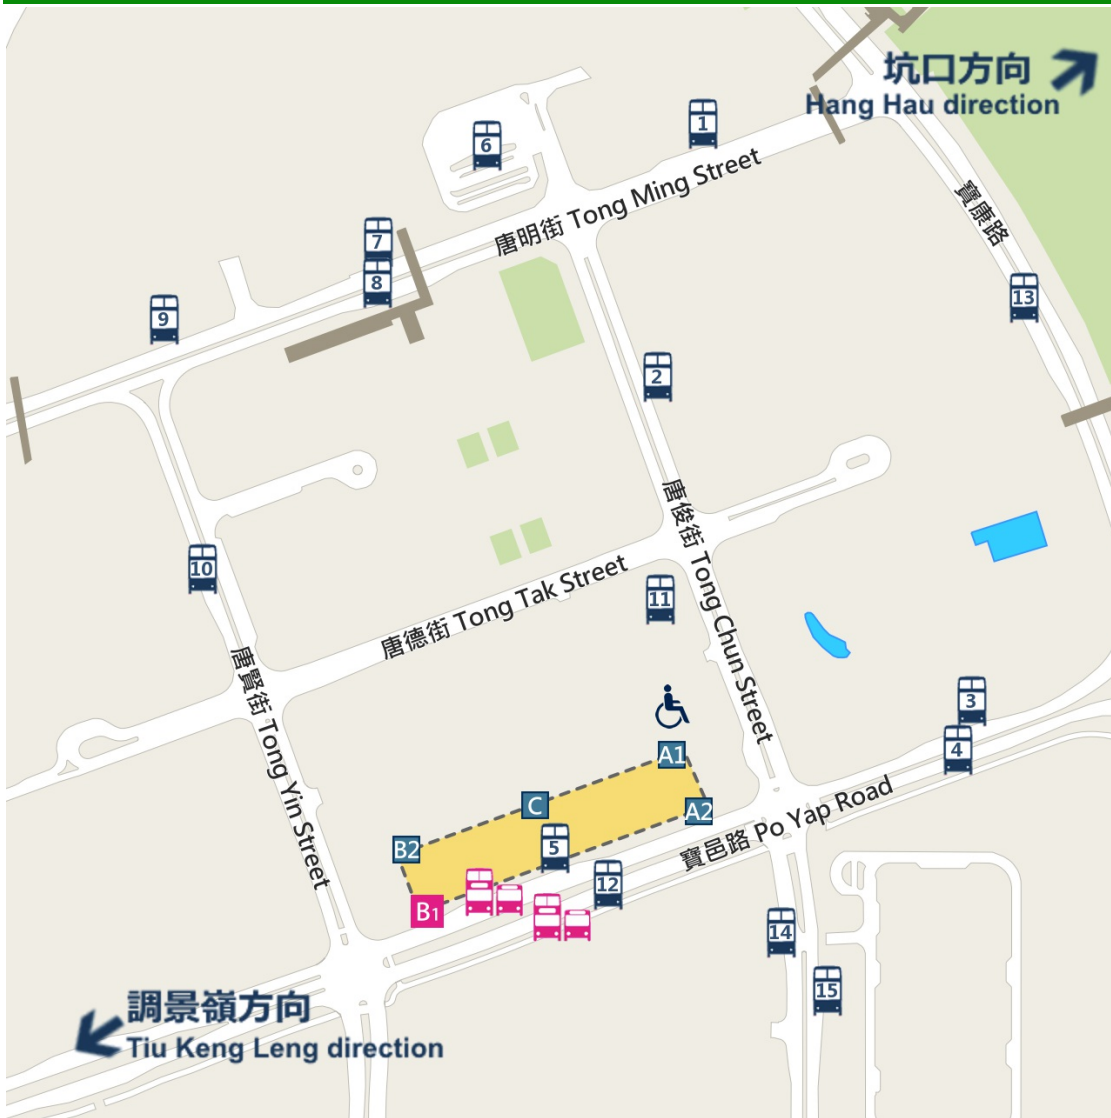 坑口方向
Hang Hau direction
1
6
唐明街 Tong Ming Street
寶康路
7
8
9
13
2
唐俊街 Tong Chun Street
10
唐德街 Tong Tak Street
11
唐賢街 Tong Yin Street
3
4
A1
C
A2
B2
5
寶邑路 Po Yap Road
12
B1
14
15
調景嶺方向
Tiu Keng Leng direction